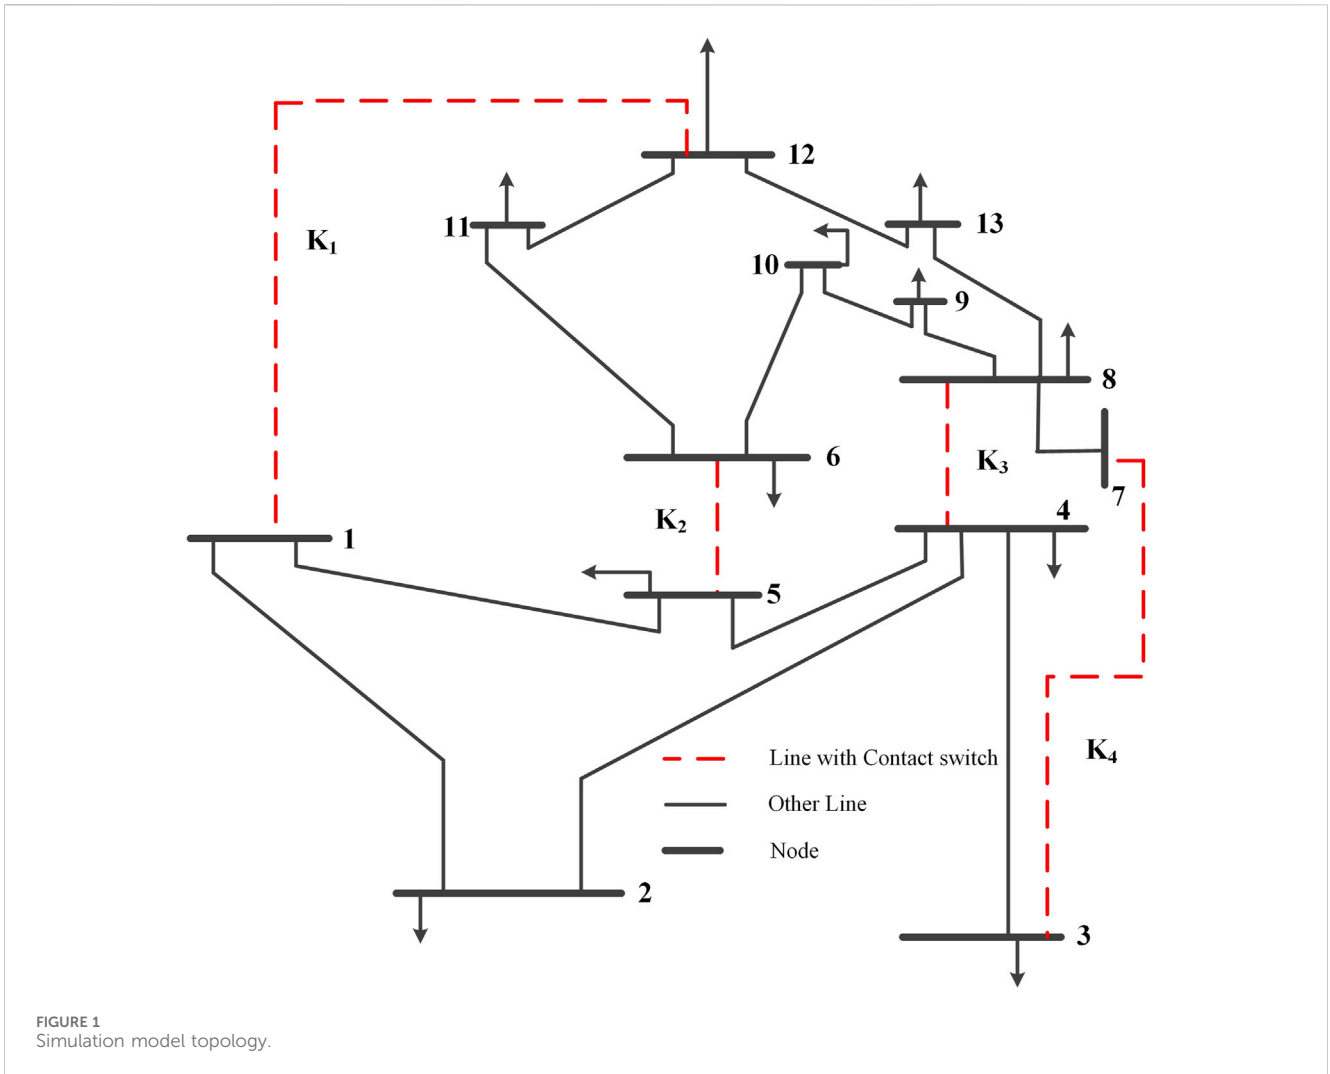 12
11
13
K1
10
9
8
6
K3
7
K2
4
1
5
Line with Contact switch
K4
Other Line
Node
2
3
FIGURE 1
Simulation model topology.